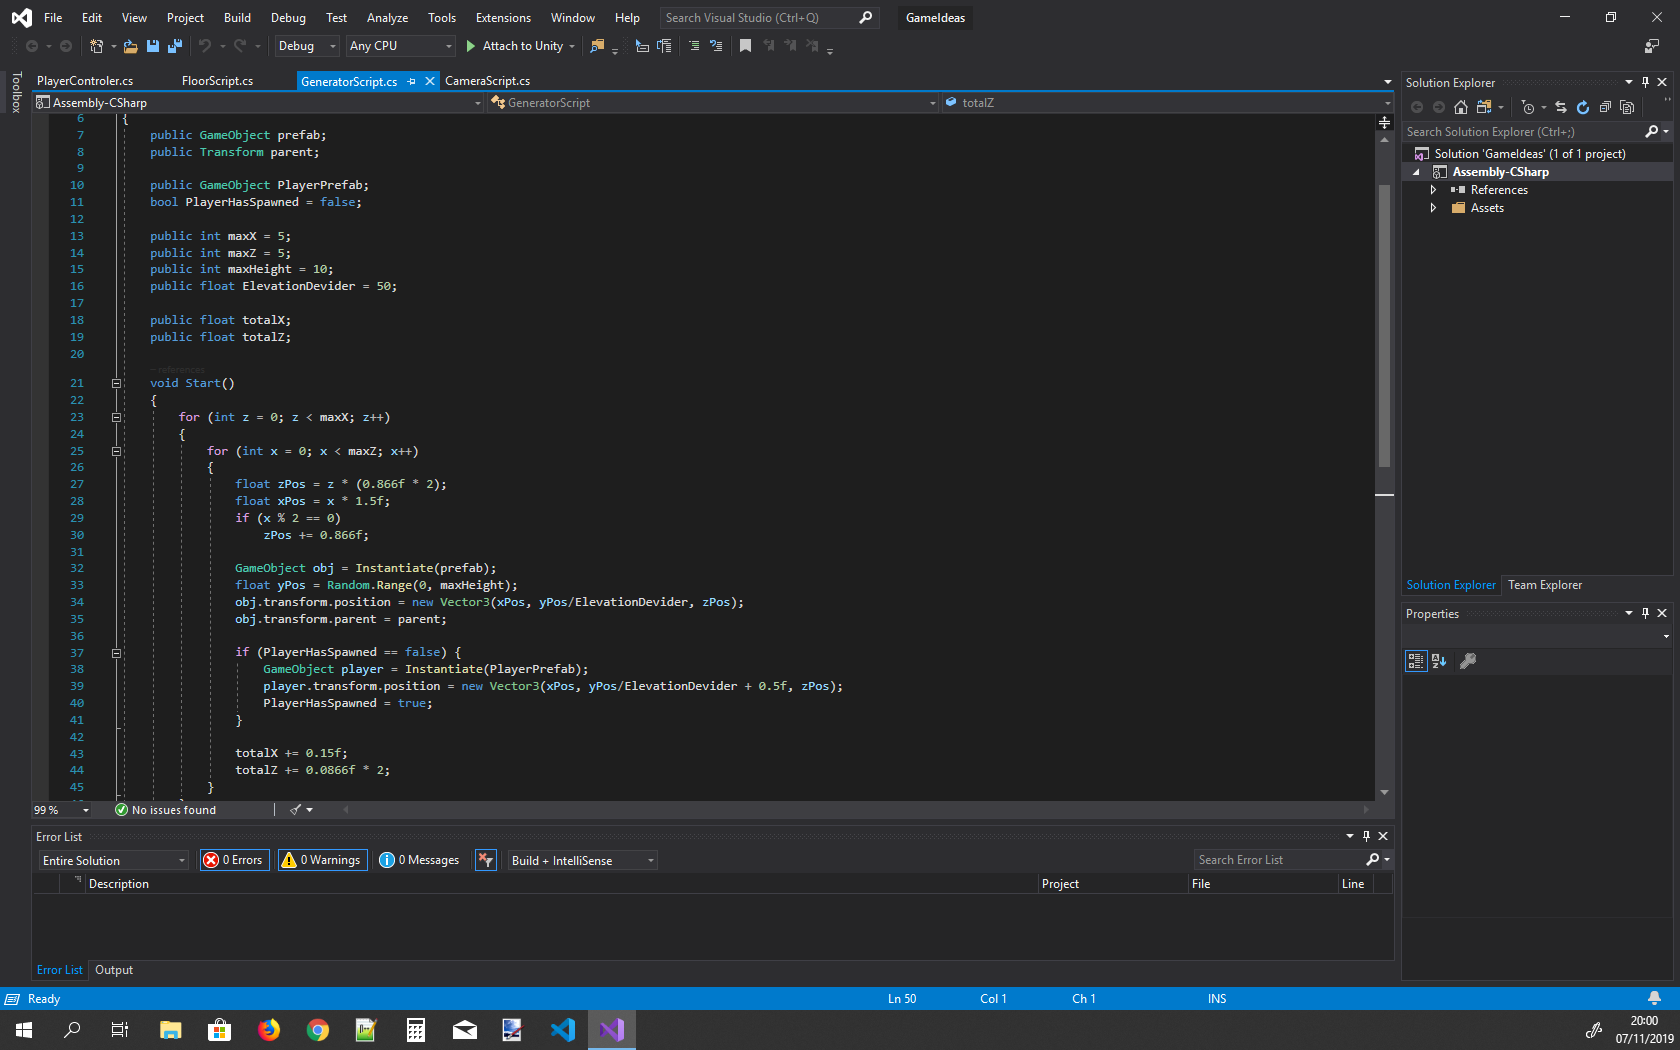 File Edit View Project Build Debug Test Analyze Tools Extensions Window Help Search Visual Studio (Ctrl+Q) GameIdeas
Debug Any CPU Attach to Unity
Toolbox
PlayerControler.cs FloorScript.cs GeneratorScript.cs CameraScript.cs
Assembly-CSharp GeneratorScript totalZ
6 {
7 public GameObject prefab;
8 public Transform parent;
9
10 public GameObject PlayerPrefab;
11 bool PlayerHasSpawned = false;
12
13 public int maxX = 5;
14 public int maxZ = 5;
15 public int maxHeight = 10;
16 public float ElevationDevider = 50;
17
18 public float totalX;
19 public float totalZ;
20
references
21 void Start()
22 {
23 for (int z = 0; z < maxX; z++)
24 {
25 for (int x = 0; x < maxZ; x++)
26 {
27 float zPos = z * (0.866f * 2);
28 float xPos = x * 1.5f;
29 if (x % 2 == 0)
30 zPos += 0.866f;
31
32 GameObject obj = Instantiate(prefab);
33 float yPos = Random.Range(0, maxHeight);
34 obj.transform.position = new Vector3(xPos, yPos/ElevationDevider, zPos);
35 obj.transform.parent = parent;
36
37 if (PlayerHasSpawned == false) {
38 GameObject player = Instantiate(PlayerPrefab);
39 player.transform.position = new Vector3(xPos, yPos/ElevationDevider + 0.5f, zPos);
40 PlayerHasSpawned = true;
41 }
42
43 totalX += 0.15f;
44 totalZ += 0.0866f * 2;
45 }
99 % No issues found
Error List
Entire Solution 0 Errors 0 Warnings 0 Messages Build + IntelliSense Search Error List
Description Project File Line
Error List Output
Solution Explorer
Search Solution Explorer (Ctrl+;)
Solution 'GameIdeas' (1 of 1 project)
Assembly-CSharp
References
Assets
Solution Explorer Team Explorer
Properties
Ready Ln 50 Col 1 Ch 1 INS
20:00
07/11/2019